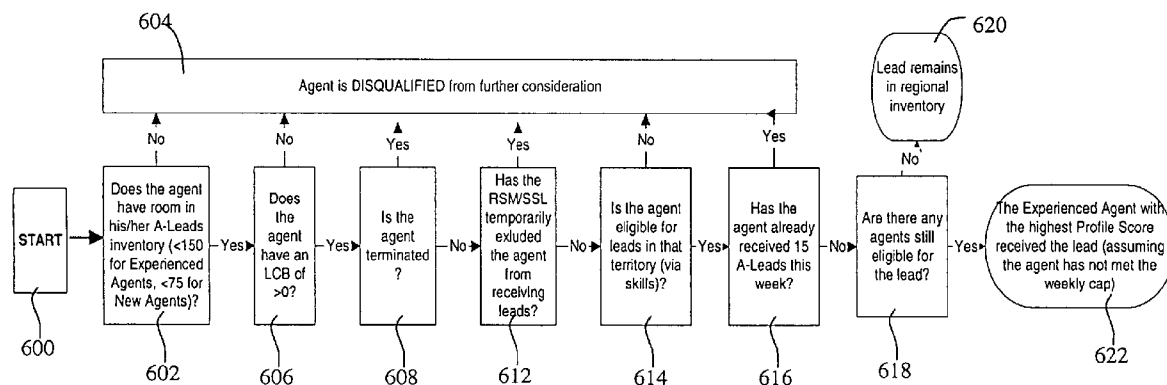 604
620
Agent is DISQUALIFIED from further consideration
Lead remains
in regional
inventory
No
No
Yes
Yes
No
Yes
No
START
Does the agent
have room in
his/her A-Leads
inventory (<150
for Experienced
Agents, <75 for
New Agents)?
Yes
Does
the
agent
have an
LCB of
>0?
Yes
Is the
agent
terminated
?
No
Has the
RSM/SSL
temporarily
exluded the
agent from
receiving
leads?
No
Is the agent
eligible for
leads in that
territory (via
skills)?
Yes
Has the
agent already
received 15
A-Leads this
week?
No
Are there any
agents still
eligible for
the lead?
Yes
The Experienced Agent with
the highest Profile Score
received the lead (assuming
the agent has not met the
weekly cap)
600
602
606
608
612
614
616
618
622